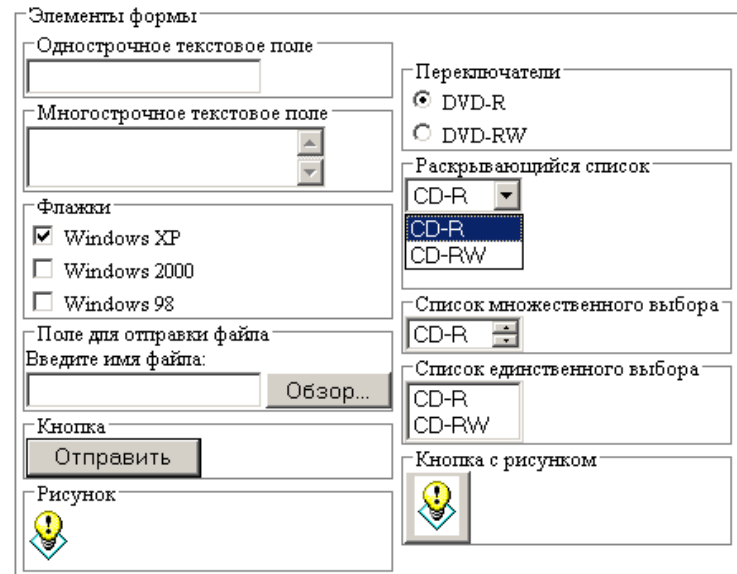 Элементы формы
Однострочное текстовое поле
Многострочное текстовое поле
Флажки
Windows XP
Windows 2000
Windows 98
Поле для отправки файла
Введите имя файла:
Обзор...
Кнопка
Отправить
Рисунок
Переключатели
DVD-R
DVD-RW
Раскрывающийся список
CD-R
CD-R
CD-RW
Список множественного выбора
CD-R
Список единственного выбора
CD-R
CD-RW
Кнопка с рисунком